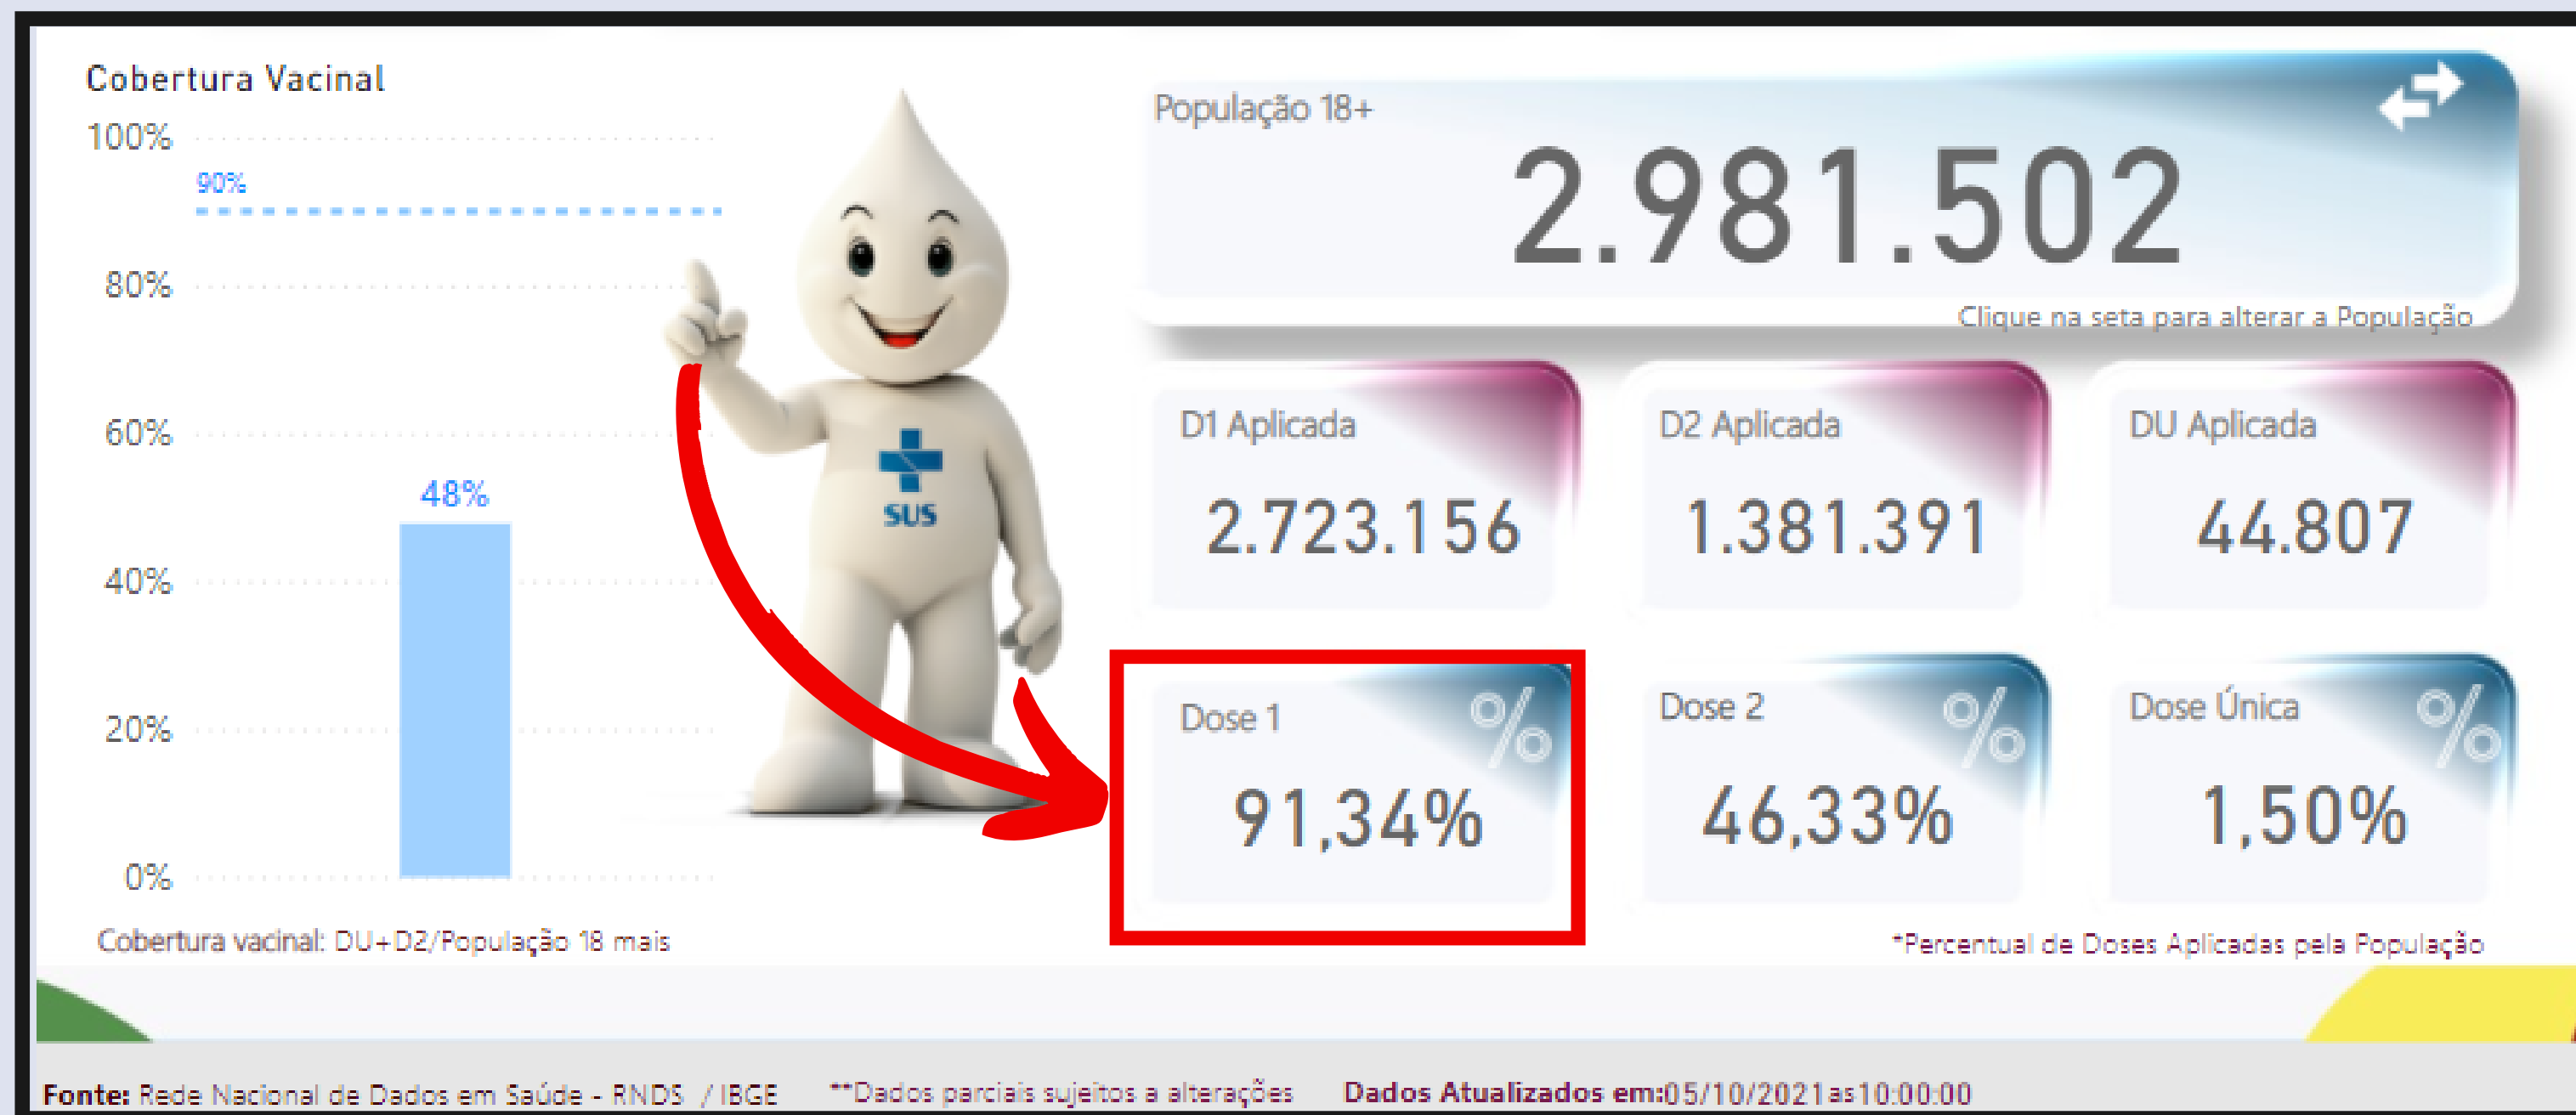 Cobertura Vacinal
100%
90%
80%
60%
48%
40%
20%
0%
Cobertura vacinal: DU+D2/População 18 mais
SUS
População 18+
2.981.502
Clique na seta para alterar a População
D1 Aplicada
2.723.156
D2 Aplicada
1.381.391
DU Aplicada
44.807
Dose 1
%
91,34%
Dose 2
%
46,33%
Dose Única
%
1,50%
*Percentual de Doses Aplicadas pela População
Fonte: Rede Nacional de Dados em Saúde - RNDS / IBGE **Dados parciais sujeitos a alterações Dados Atualizados em:05/10/2021 as 10:00:00